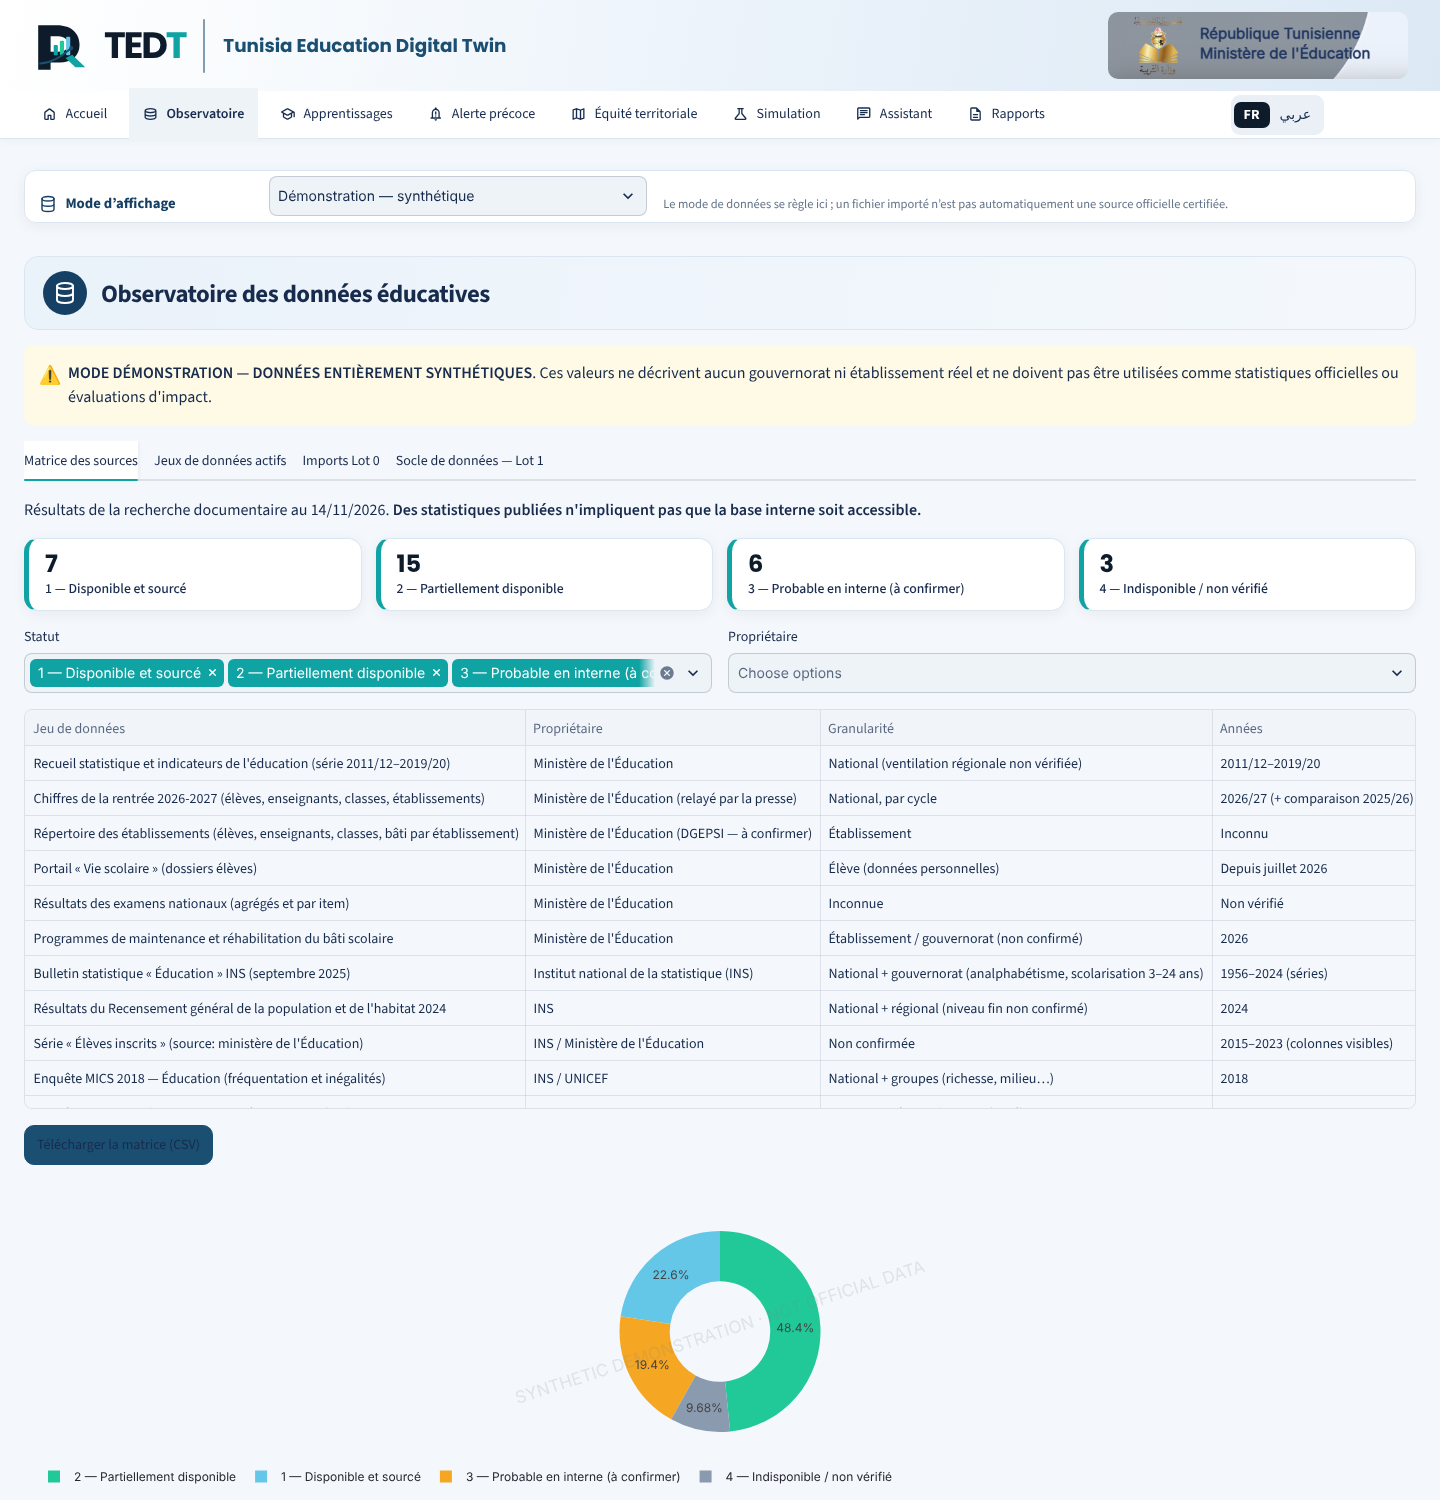 TEDT
Tunisia Education Digital Twin
République Tunisienne
Ministère de l'Éducation
Accueil
Observatoire
Apprentissages
Alerte précoce
Équité territoriale
Simulation
Assistant
Rapports
FR
عربي
Mode d’affichage
Démonstration — synthétique
Le mode de données se règle ici ; un fichier importé n’est pas automatiquement une source officielle certifiée.
Observatoire des données éducatives
MODE DÉMONSTRATION — DONNÉES ENTIÈREMENT SYNTHÉTIQUES. Ces valeurs ne décrivent aucun gouvernorat ni établissement réel et ne doivent pas être utilisées comme statistiques officielles ou
évaluations d'impact.
Matrice des sources Jeux de données actifs Imports Lot 0 Socle de données — Lot 1
Résultats de la recherche documentaire au 14/11/2026. Des statistiques publiées n'impliquent pas que la base interne soit accessible.
7
1 — Disponible et sourcé
15
2 — Partiellement disponible
6
3 — Probable en interne (à confirmer)
3
4 — Indisponible / non vérifié
Statut
Propriétaire
1 — Disponible et sourcé × 2 — Partiellement disponible × 3 — Probable en interne (à co
Choose options
Jeu de données Propriétaire Granularité Années
Recueil statistique et indicateurs de l'éducation (série 2011/12–2019/20) Ministère de l'Éducation National (ventilation régionale non vérifiée) 2011/12–2019/20
Chiffres de la rentrée 2026-2027 (élèves, enseignants, classes, établissements) Ministère de l'Éducation (relayé par la presse) National, par cycle 2026/27 (+ comparaison 2025/26)
Répertoire des établissements (élèves, enseignants, classes, bâti par établissement) Ministère de l'Éducation (DGEPSI — à confirmer) Établissement Inconnu
Portail « Vie scolaire » (dossiers élèves) Ministère de l'Éducation Élève (données personnelles) Depuis juillet 2026
Résultats des examens nationaux (agrégés et par item) Ministère de l'Éducation Inconnue Non vérifié
Programmes de maintenance et réhabilitation du bâti scolaire Ministère de l'Éducation Établissement / gouvernorat (non confirmé) 2026
Bulletin statistique « Éducation » INS (septembre 2025) Institut national de la statistique (INS) National + gouvernorat (analphabétisme, scolarisation 3–24 ans) 1956–2024 (séries)
Résultats du Recensement général de la population et de l'habitat 2024 INS National + régional (niveau fin non confirmé) 2024
Série « Élèves inscrits » (source: ministère de l'Éducation) INS / Ministère de l'Éducation Non confirmée 2015–2023 (colonnes visibles)
Enquête MICS 2018 — Éducation (fréquentation et inégalités) INS / UNICEF National + groupes (richesse, milieu…) 2018
Télécharger la matrice (CSV)
22.6%
48.4%
19.4%
9.68%
SYNTHETIC DEMONSTRATION · NOT OFFICIAL DATA
2 — Partiellement disponible 1 — Disponible et sourcé 3 — Probable en interne (à confirmer) 4 — Indisponible / non vérifié